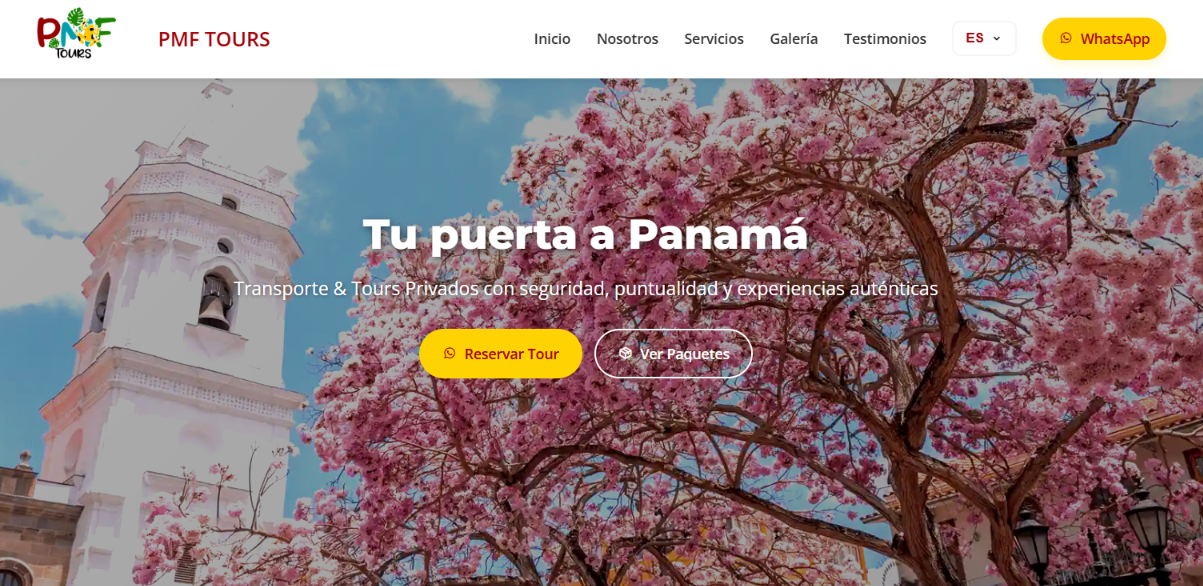 PMF
TOURS
PMF TOURS
Inicio
Nosotros
Servicios
Galería
Testimonios
ES
WhatsApp
Tu puerta a Panamá
Transporte & Tours Privados con seguridad, puntualidad y experiencias auténticas
Reservar Tour
Ver Paquetes